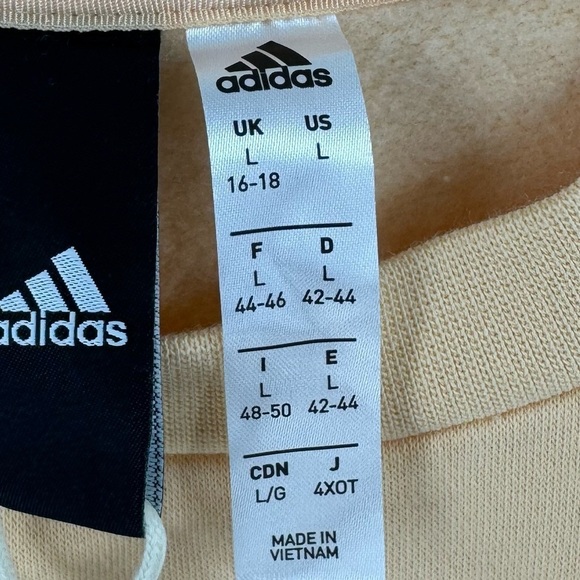 adidas
adidas
UK US
L L
16-18
F D
L L
44-46 42-44
I E
L L
48-50 42-44
CDN J
L/G 4XOT
MADE IN
VIETNAM